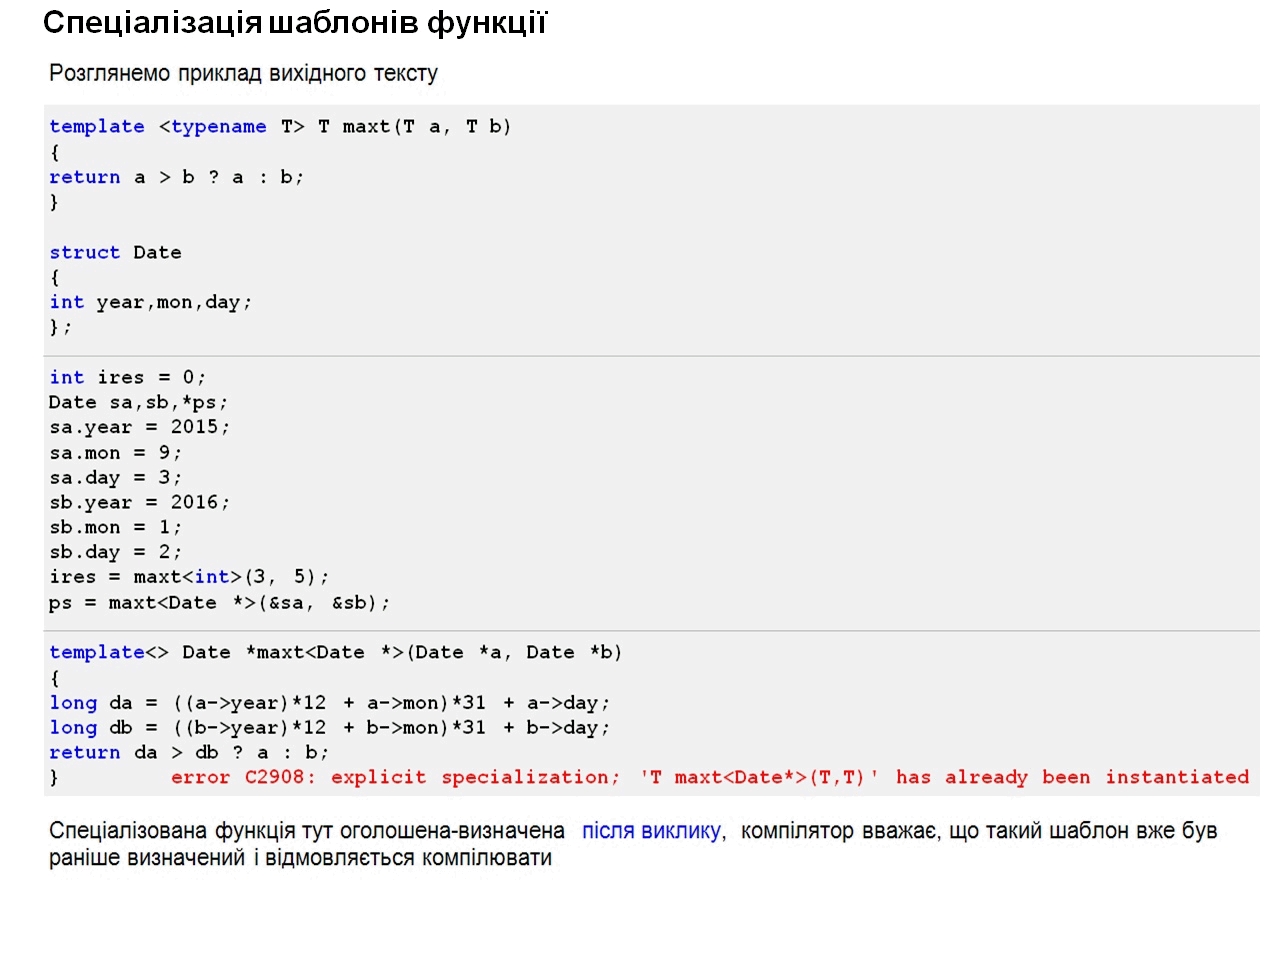 Спеціалізація шаблонів функції
Розглянемо приклад вихідного тексту
template <typename T> T maxt(T a, T b)
{
return a > b ? a : b;
}
struct Date
{
int year,mon,day;
};
int ires = 0;
Date sa,sb,*ps;
sa.year = 2015;
sa.mon = 9;
sa.day = 3;
sb.year = 2016;
sb.mon = 1;
sb.day = 2;
ires = maxt<int>(3, 5);
ps = maxt<Date *>(&sa, &sb);
template<> Date *maxt<Date *>(Date *a, Date *b)
{
long da = ((a->year)*12 + a->mon)*31 + a->day;
long db = ((b->year)*12 + b->mon)*31 + b->day;
return da > db ? a : b;
} error C2908: explicit specialization; 'T maxt<Date*>(T,T)' has already been instantiated
Спеціалізована функція тут оголошена-визначена після виклику, компілятор вважає, що такий шаблон вже був
раніше визначений і відмовляється компілювати